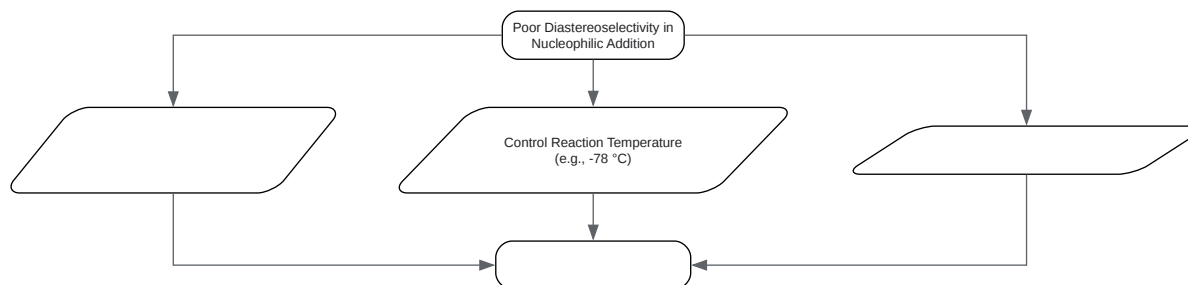 Poor Diastereoselectivity in
Nucleophilic Addition
Control Reaction Temperature
(e.g., -78 °C)